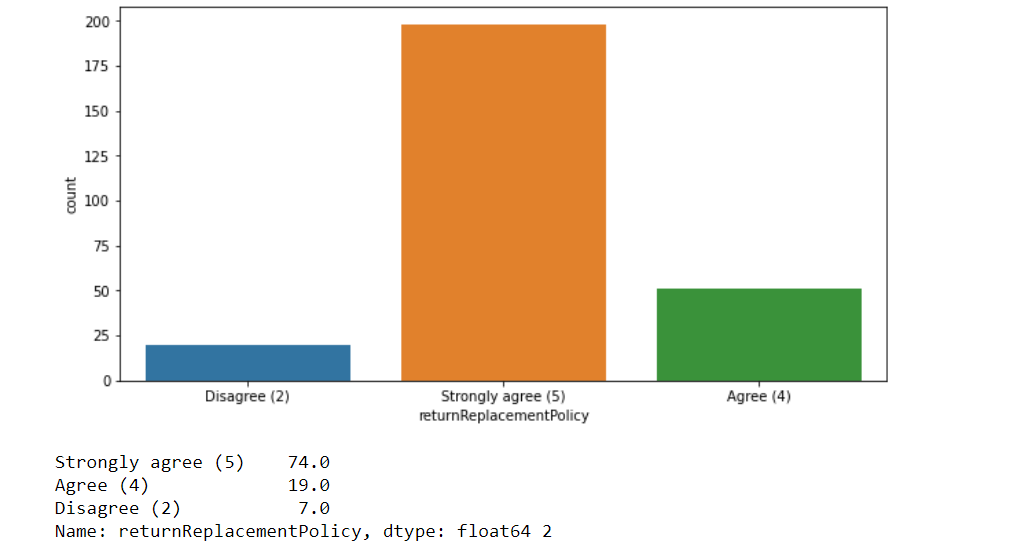 200
175
150
125
100
75
50
25
0
count
Disagree (2) Strongly agree (5) Agree (4)
returnReplacementPolicy
Strongly agree (5) 74.0
Agree (4) 19.0
Disagree (2) 7.0
Name: returnReplacementPolicy, dtype: float64 2